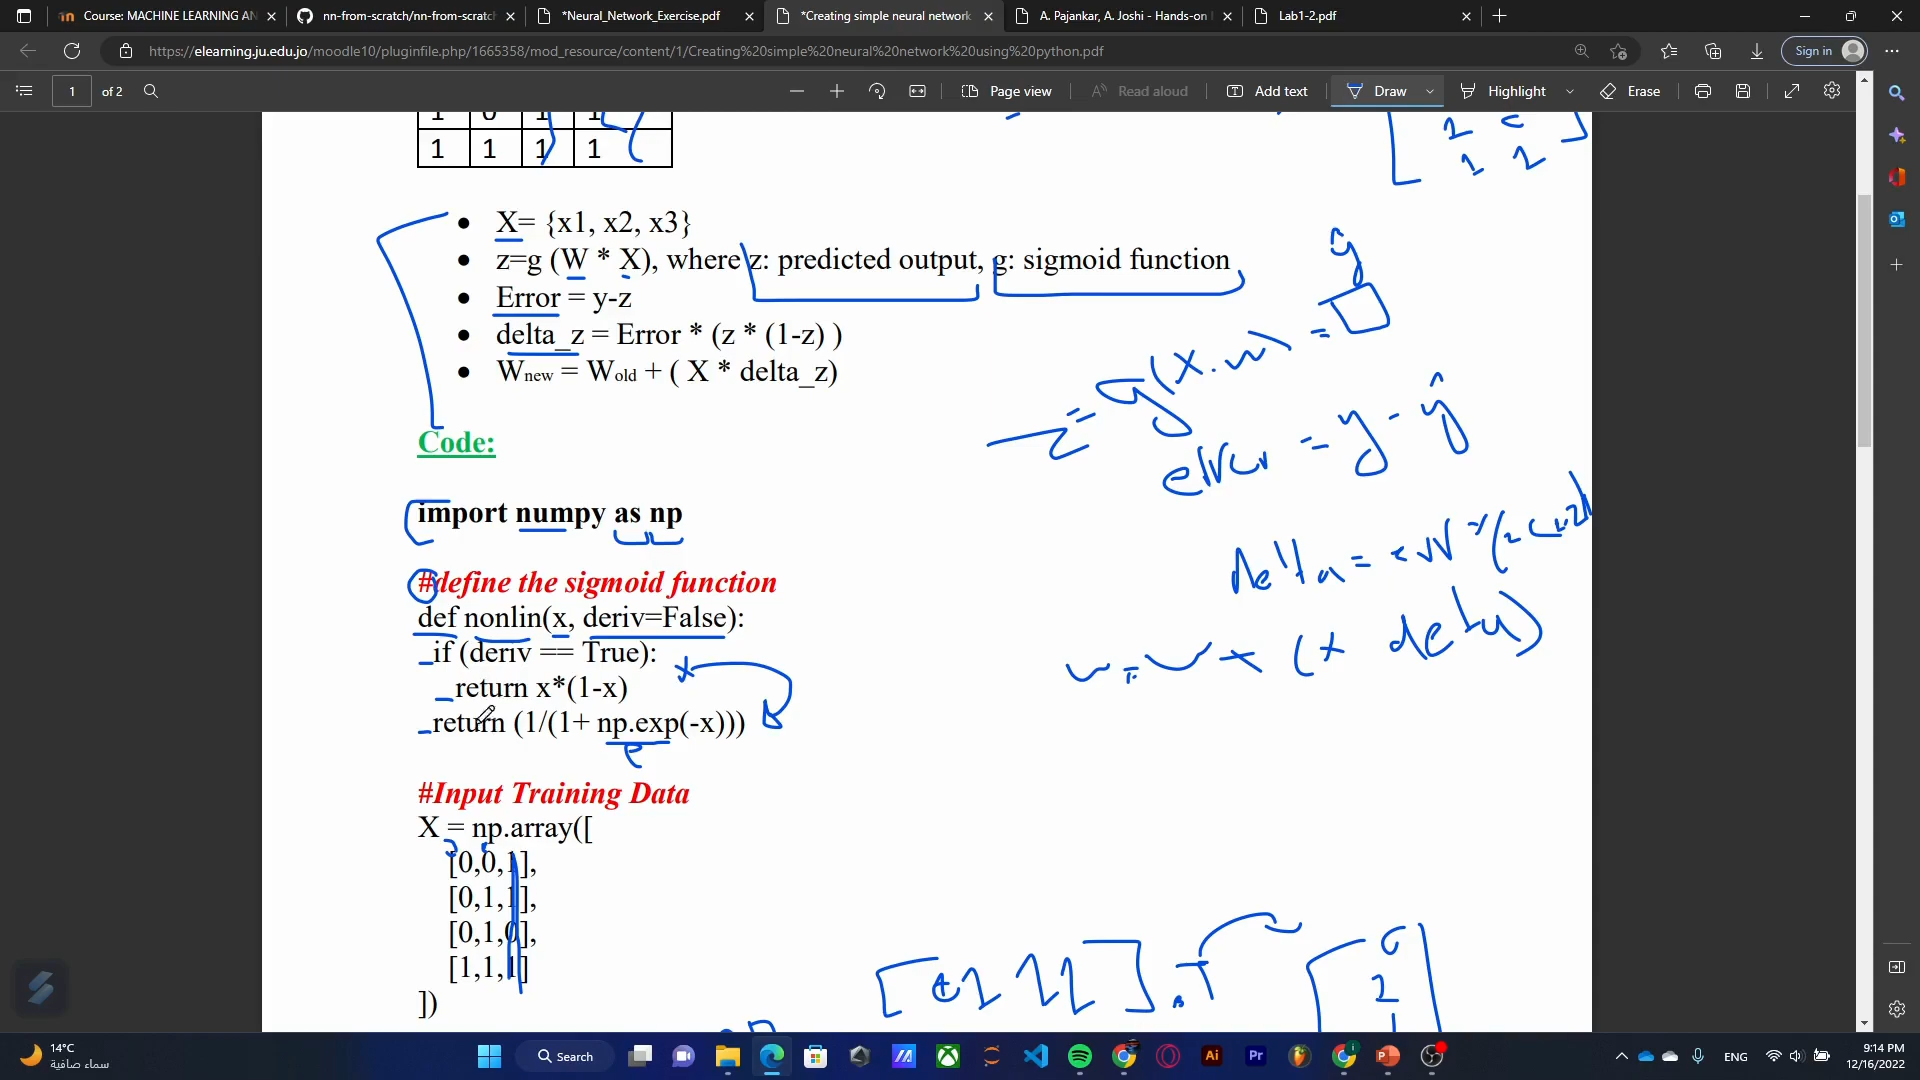 Course: MACHINE LEARNING AN
nn-from-scratch/nn-from-scratch
*Neural_Network_Exercise.pdf
*Creating simple neural network
A. Pajankar, A. Joshi - Hands-on
Lab1-2.pdf
https://elearning.ju.edu.jo/moodle10/pluginfile.php/1665358/mod_resource/content/1/Creating%20simple%20neural%20network%20using%20python.pdf
Sign in
1 of 2
Page view
Read aloud
Add text
Draw
Highlight
Erase
1 0 1 1
1 1 1 1
• X= {x1, x2, x3}
• z=g (W * X), where z: predicted output, g: sigmoid function
• Error = y-z
• delta_z = Error * (z * (1-z) )
• Wnew = Wold + ( X * delta_z)
ŷ
z = g(X.w) =
error = y - ŷ
Code:
import numpy as np
#define the sigmoid function
def nonlin(x, deriv=False):
if (deriv == True):
return x*(1-x)
return (1/(1+ np.exp(-x)))
e
#Input Training Data
X = np.array([
[0,0,1],
[0,1,1],
[0,1,0],
[1,1,1]
])
14°C
سماء صافية
Search
ENG
9:14 PM
12/16/2022